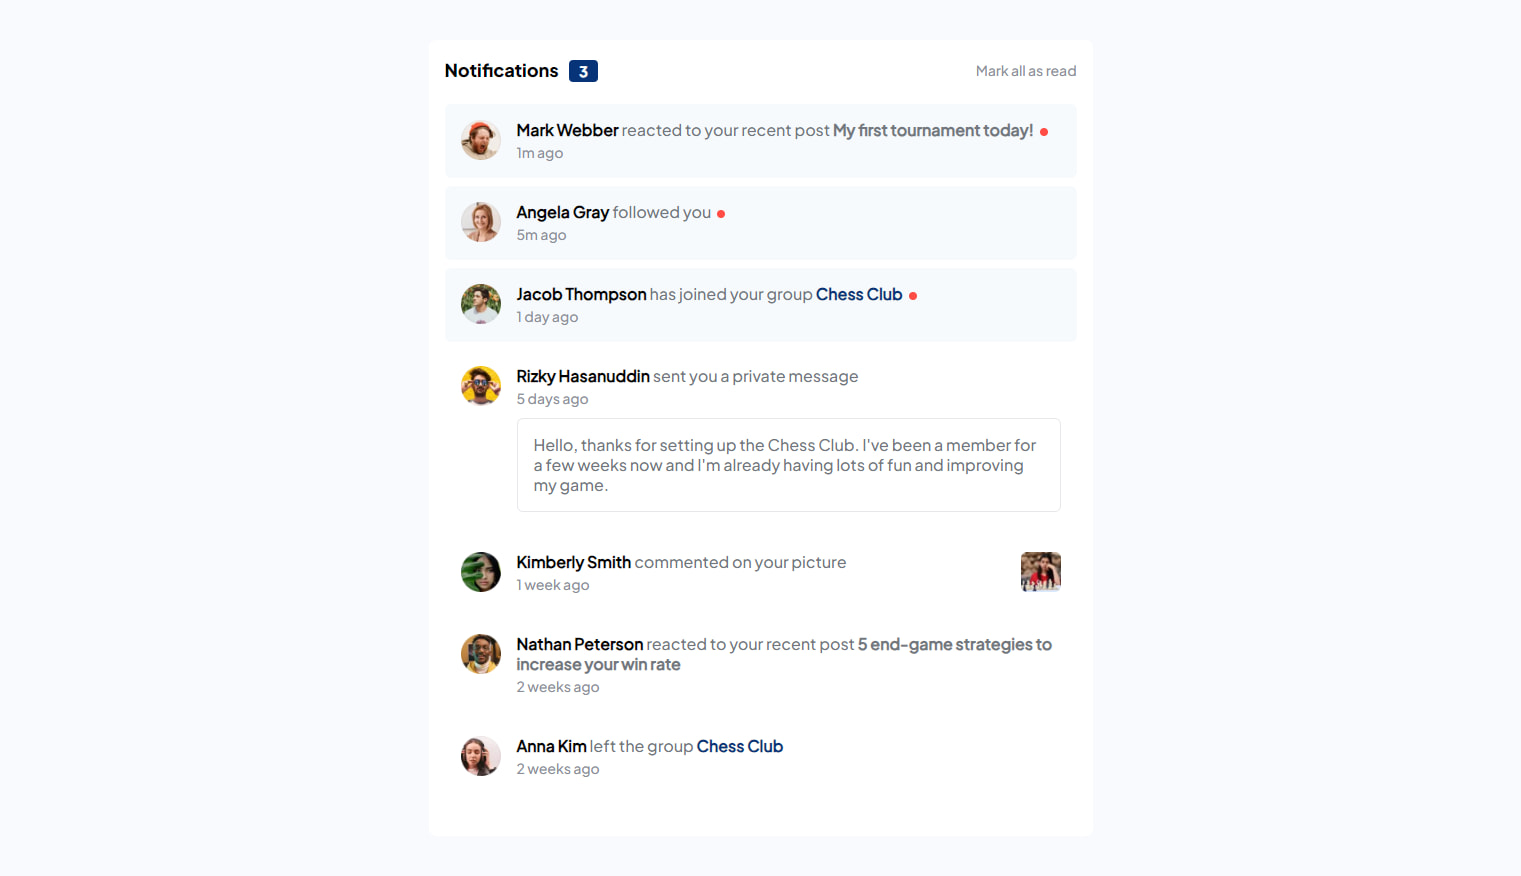 Notifications 3 Mark all as read
Mark Webber reacted to your recent post My first tournament today!
1m ago
Angela Gray followed you
5m ago
Jacob Thompson has joined your group Chess Club
1 day ago
Rizky Hasanuddin sent you a private message
5 days ago
Hello, thanks for setting up the Chess Club. I've been a member for
a few weeks now and I'm already having lots of fun and improving
my game.
Kimberly Smith commented on your picture
1 week ago
Nathan Peterson reacted to your recent post 5 end-game strategies to
increase your win rate
2 weeks ago
Anna Kim left the group Chess Club
2 weeks ago